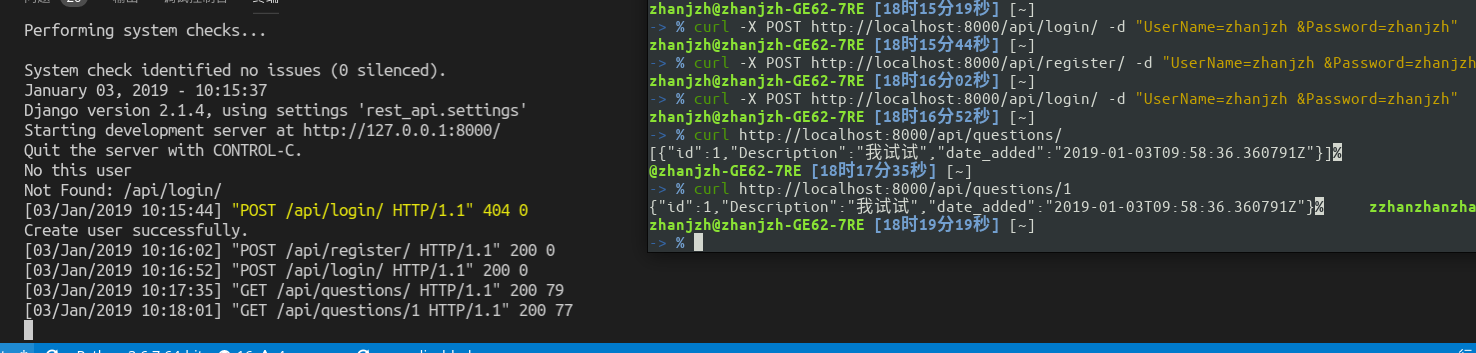 Performing system checks...
System check identified no issues (0 silenced).
January 03, 2019 - 10:15:37
Django version 2.1.4, using settings 'rest_api.settings'
Starting development server at http://127.0.0.1:8000/
Quit the server with CONTROL-C.
No this user
Not Found: /api/login/
[03/Jan/2019 10:15:44] "POST /api/login/ HTTP/1.1" 404 0
Create user successfully.
[03/Jan/2019 10:16:02] "POST /api/register/ HTTP/1.1" 200 0
[03/Jan/2019 10:16:52] "POST /api/login/ HTTP/1.1" 200 0
[03/Jan/2019 10:17:35] "GET /api/questions/ HTTP/1.1" 200 79
[03/Jan/2019 10:18:01] "GET /api/questions/1 HTTP/1.1" 200 77
zhanjzh@zhanjzh-GE62-7RE [18时15分19秒] [~]
-> % curl -X POST http://localhost:8000/api/login/ -d "UserName=zhanjzh &Password=zhanjzh"
zhanjzh@zhanjzh-GE62-7RE [18时15分44秒] [~]
-> % curl -X POST http://localhost:8000/api/register/ -d "UserName=zhanjzh &Password=zhanjzh
zhanjzh@zhanjzh-GE62-7RE [18时16分02秒] [~]
-> % curl -X POST http://localhost:8000/api/login/ -d "UserName=zhanjzh &Password=zhanjzh"
zhanjzh@zhanjzh-GE62-7RE [18时16分52秒] [~]
-> % curl http://localhost:8000/api/questions/
[{"id":1,"Description":"我试试","date_added":"2019-01-03T09:58:36.360791Z"}]%
@zhanjzh-GE62-7RE [18时17分35秒] [~]
-> % curl http://localhost:8000/api/questions/1
{"id":1,"Description":"我试试","date_added":"2019-01-03T09:58:36.360791Z"}% zzhanzhanzha
zhanjzh@zhanjzh-GE62-7RE [18时19分19秒] [~]
-> %